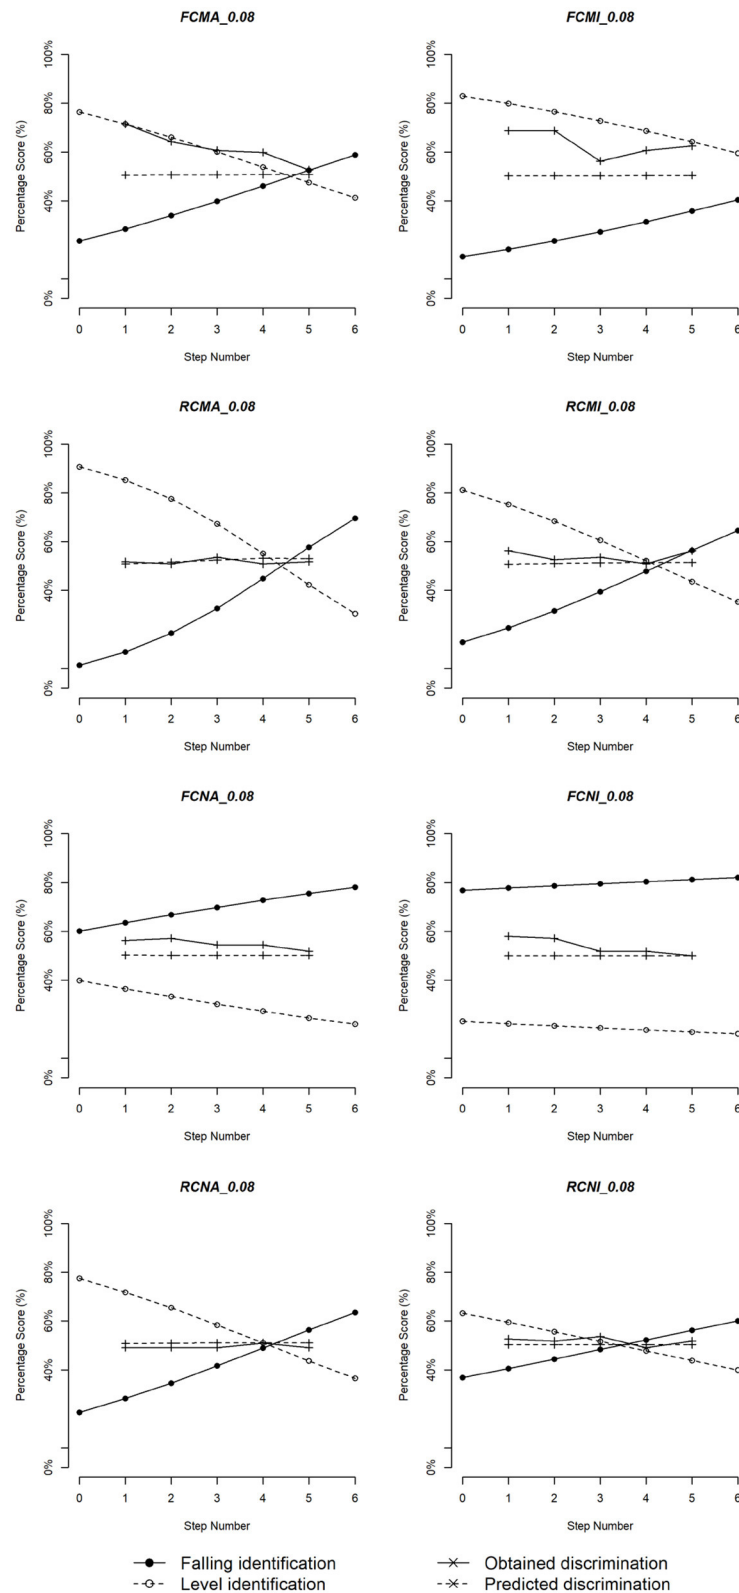 FCMA_0.08 FCMI_0.08
100% 100%
80% 80%
60% 60%
40% 40%
0% 0%
Percentage Score (%) Percentage Score (%)
0 1 2 3 4 5 6 0 1 2 3 4 5 6
Step Number Step Number
RCMA_0.08 RCMI_0.08
100% 100%
80% 80%
60% 60%
40% 40%
0% 0%
Percentage Score (%) Percentage Score (%)
0 1 2 3 4 5 6 0 1 2 3 4 5 6
Step Number Step Number
FCNA_0.08 FCNI_0.08
100% 100%
80% 80%
60% 60%
40% 40%
0% 0%
Percentage Score (%) Percentage Score (%)
0 1 2 3 4 5 6 0 1 2 3 4 5 6
Step Number Step Number
RCNA_0.08 RCNI_0.08
100% 100%
80% 80%
60% 60%
40% 40%
0% 0%
Percentage Score (%) Percentage Score (%)
0 1 2 3 4 5 6 0 1 2 3 4 5 6
Step Number Step Number
Falling identification Obtained discrimination
Level identification Predicted discrimination